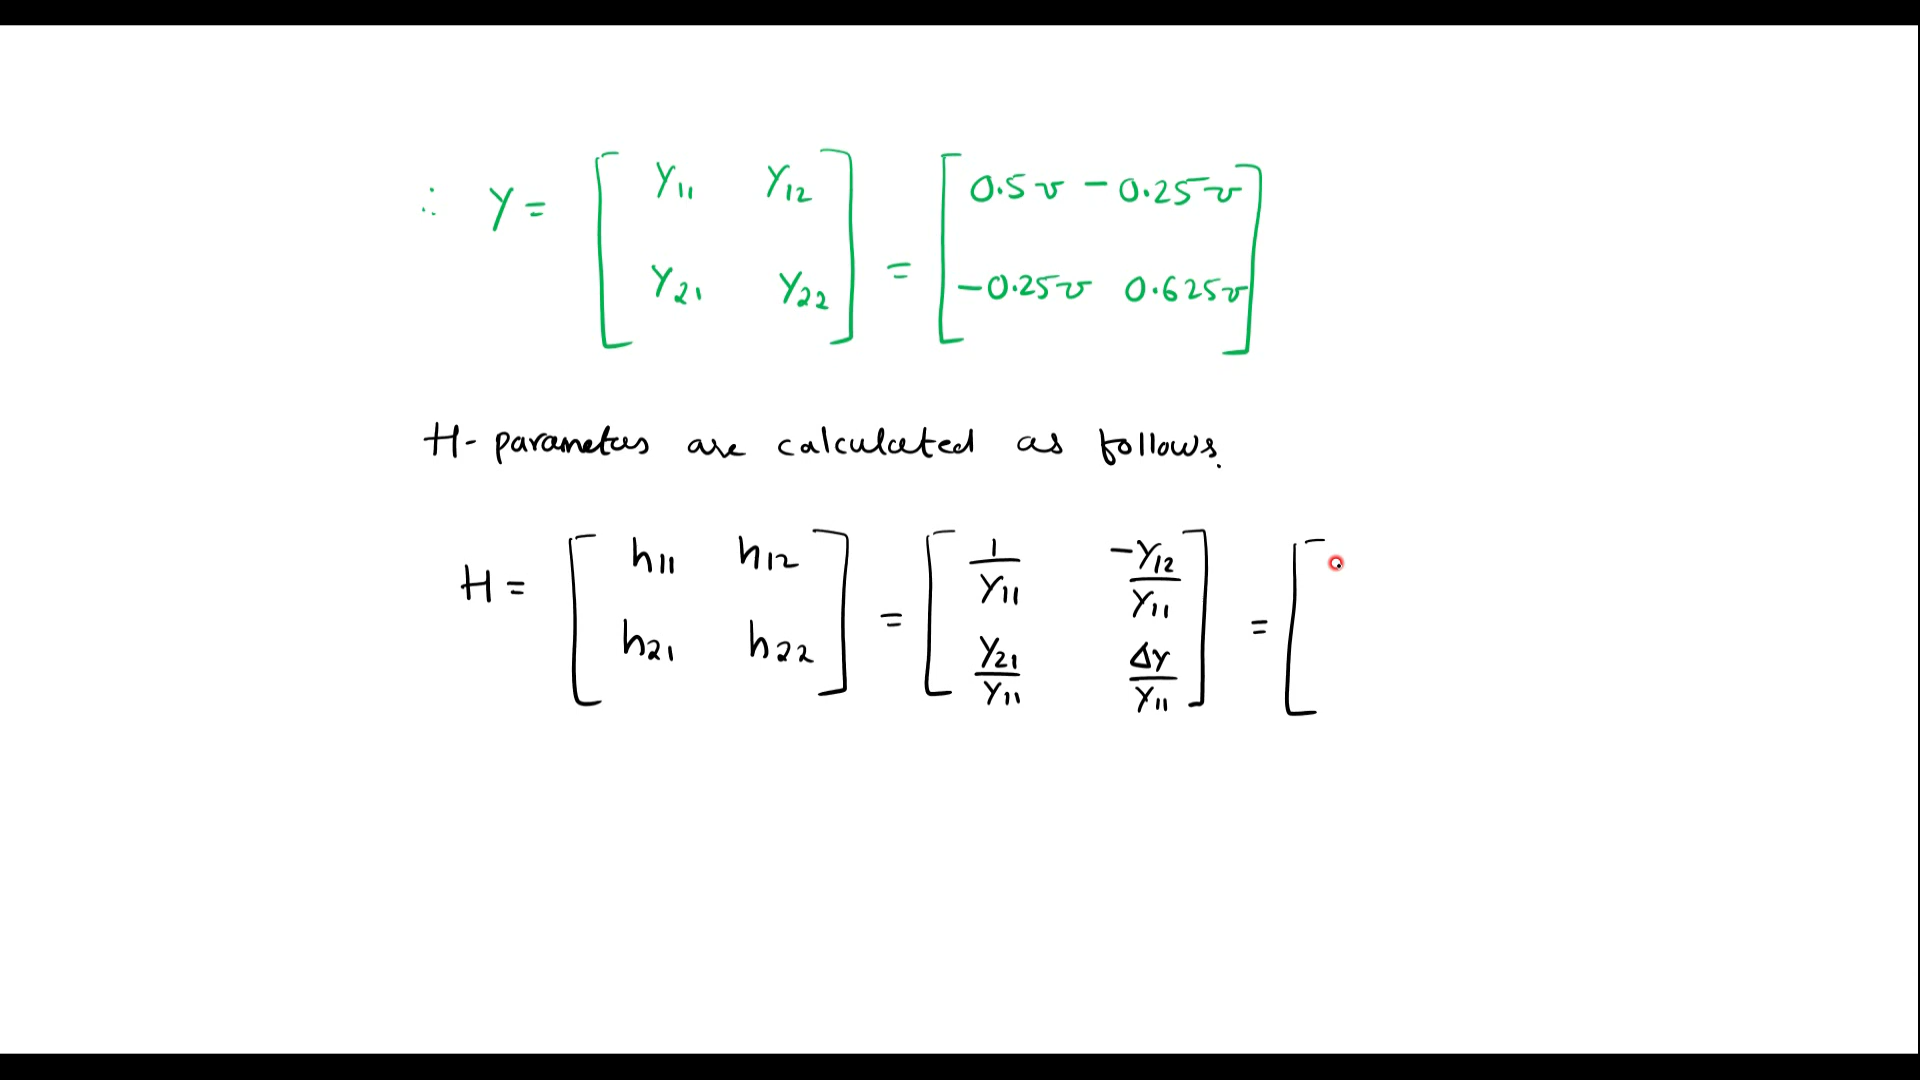 ∴ Y = [ Y11 Y12 ; Y21 Y22 ] = [ 0.5 ℧ -0.25 ℧ ; -0.25 ℧ 0.625 ℧ ]
H-parameters are calculated as follows.
H = [ h11 h12 ; h21 h22 ] = [ 1/Y11 -Y12/Y11 ; Y21/Y11 ΔY/Y11 ] = [